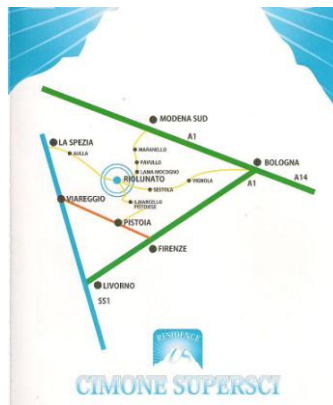 MODENA SUD
A1
LA SPEZIA
AULLA
MARANELLO
PAVULLO
LAMA MOCOGNO
BOLOGNA
RIOLUNATO
SESTOLA
VIGNOLA
A1
A14
VIAREGGIO
S.MARCELLO
PISTOIESE
PISTOIA
FIRENZE
LIVORNO
SS1
RESIDENCE
CIMONE SUPERSCI